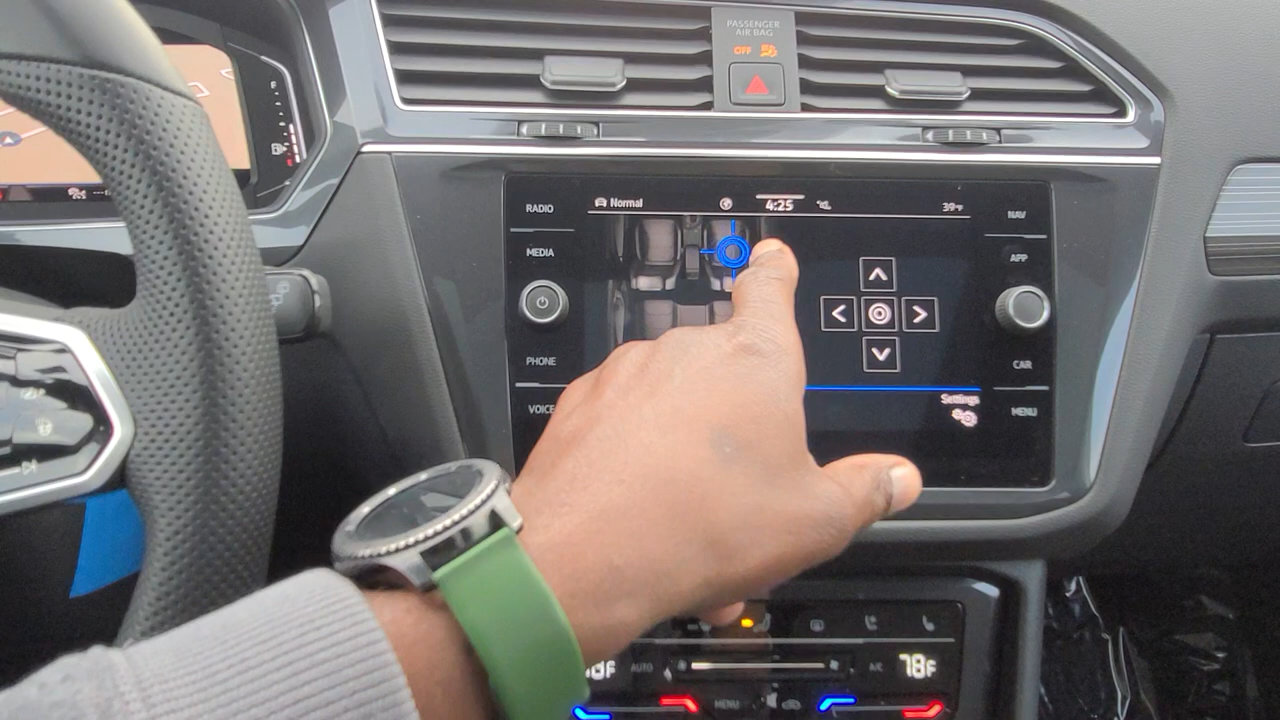 PASSENGER
AIR BAG
OFF
RADIO
Normal
4:25
39°F
NAV
MEDIA
APP
PHONE
CAR
VOICE
Settings
MENU
AUTO
A/C
78F
MENU